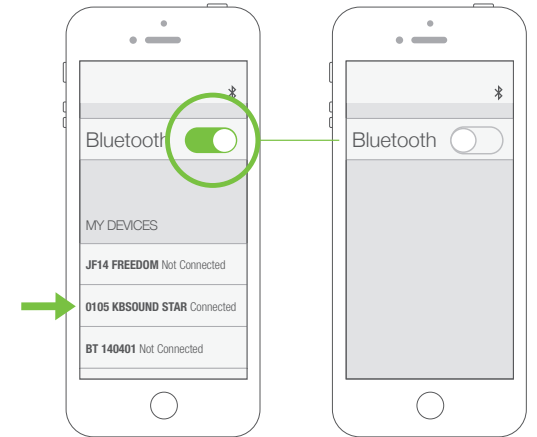 Bluetooth
MY DEVICES
JF14 FREEDOM Not Connected
0105 KBSOUND STAR Connected
BT 140401 Not Connected
Bluetooth